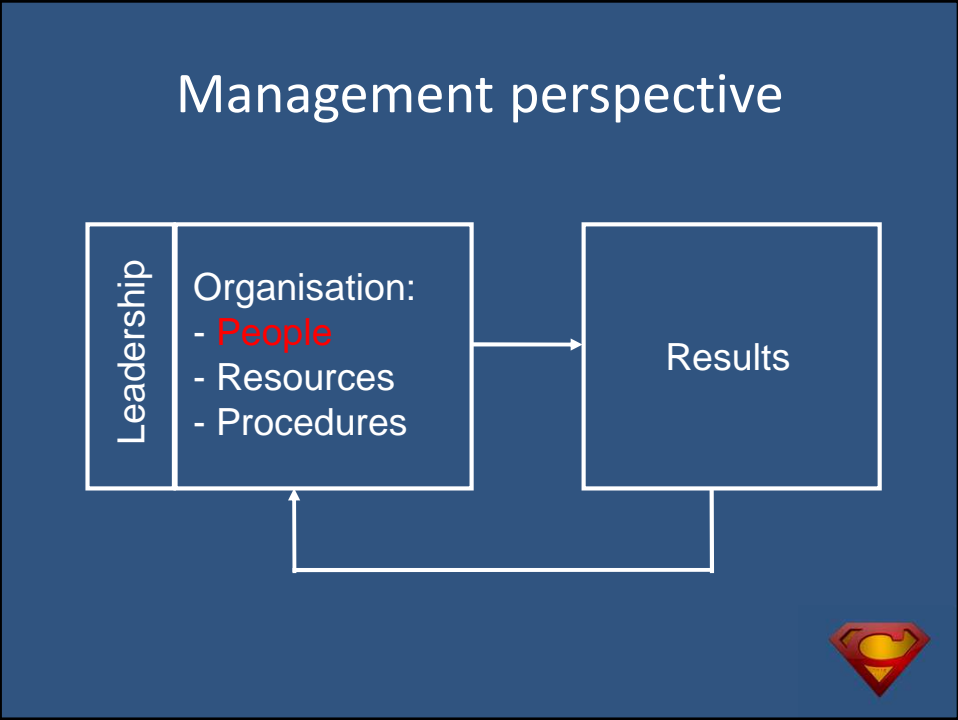 Management perspective
Leadership
Organisation:
- People
- Resources
- Procedures
Results